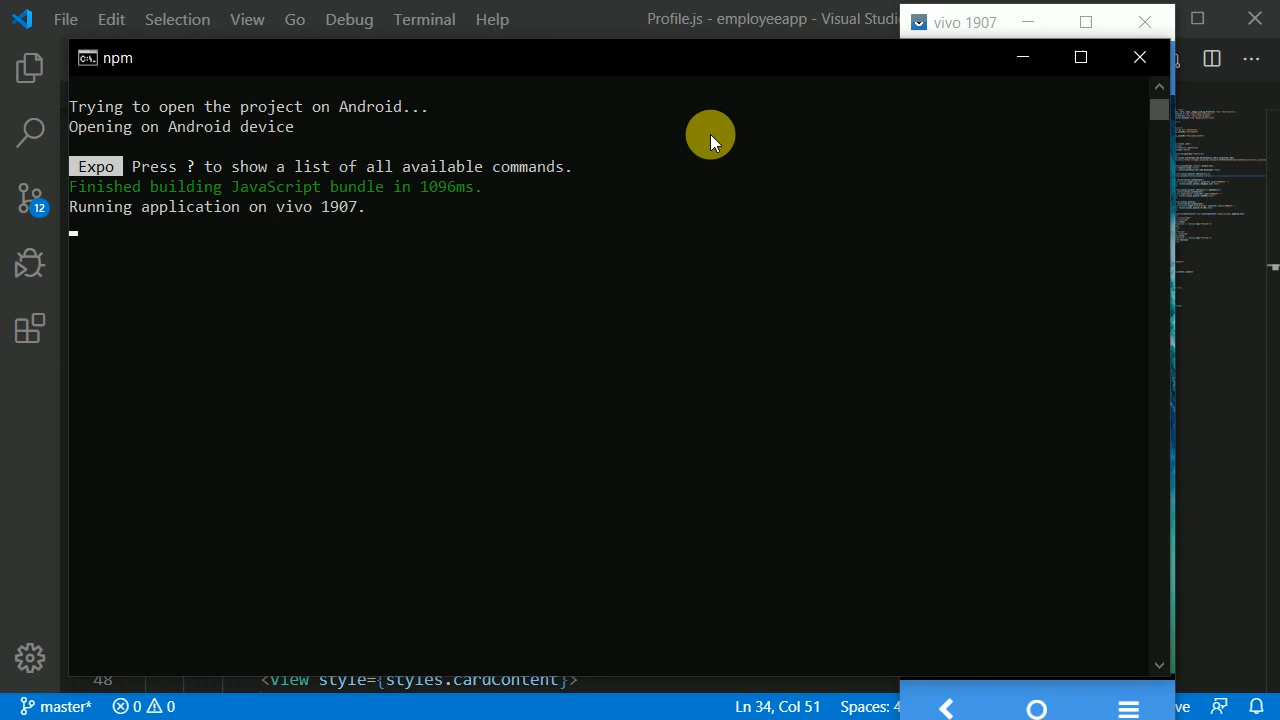 File Edit Selection View Go Debug Terminal Help
Profile.js - employeeapp - Visual Studi
vivo 1907
npm
Trying to open the project on Android...
Opening on Android device
Expo Press ? to show a list of all available commands.
Finished building JavaScript bundle in 1096ms.
Running application on vivo 1907.
12
48 <View style={styles.cardContent}>
master* 0 0 Ln 34, Col 51 Spaces: 4 ve